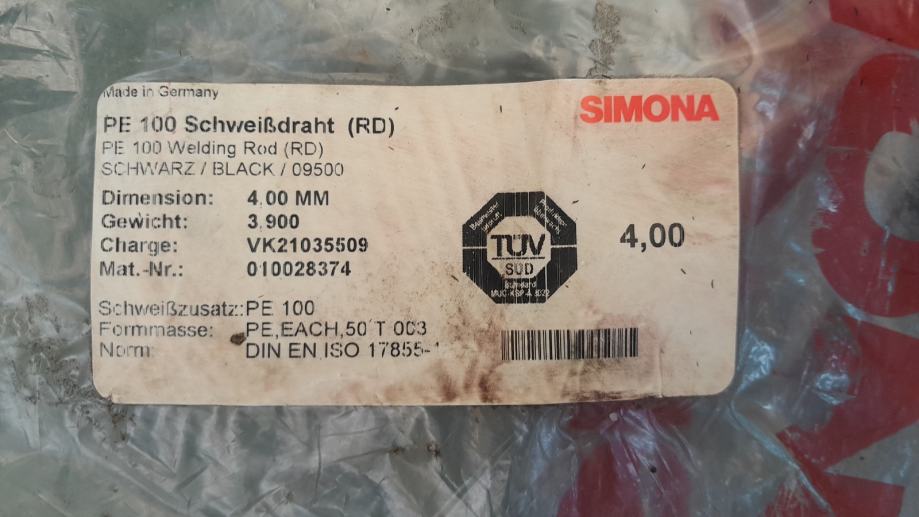 Made in Germany
SIMONA
PE 100 Schweißdraht (RD)
PE 100 Welding Rod (RD)
SCHWARZ / BLACK / 09500
Dimension: 4.00 MM
Gewicht: 3.900
Charge: VK21035509
Mat.-Nr.: 010028374
TÜV
SÜD
4,00
Schweißzusatz: PE 100
Formmasse: PE,EACH,50 T 003
Norm: DIN EN ISO 17855-1